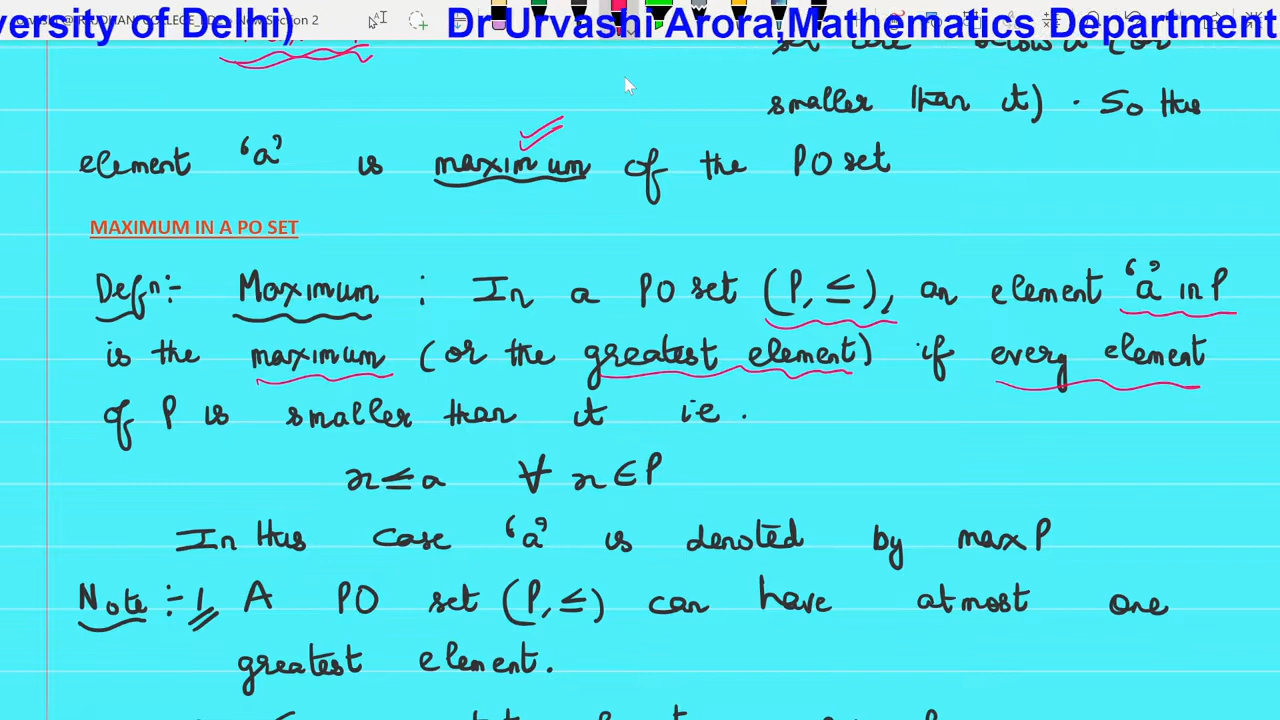 versity of Delhi) Dr Urvashi Arora,Mathematics Department
smaller than it) . So this
element 'a' is maximum of the PO set
MAXIMUM IN A PO SET
Defn:- Maximum : In a PO set (P, ≤), an element 'a' in P
is the maximum (or the greatest element) if every element
of P is smaller than it ie .
x ≤ a ∀ x ∈ P
In this case 'a' is denoted by max P
Note :- 1 A PO set (P, ≤) can have atmost one
greatest element.